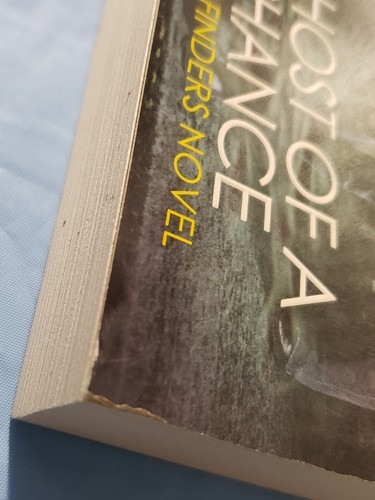 HOST OF A
HANCE
FINDERS NOVEL